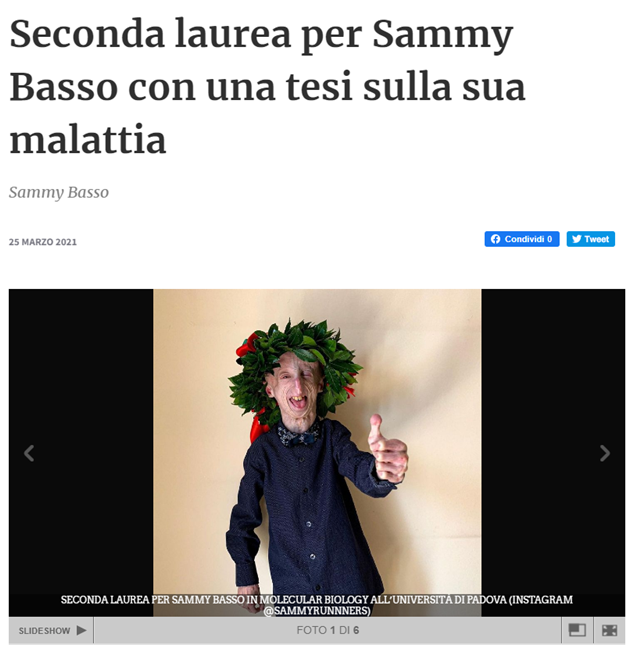 Seconda laurea per Sammy
Basso con una tesi sulla sua
malattia
Sammy Basso
25 MARZO 2021
Condividi 0
Tweet
SECONDA LAUREA PER SAMMY BASSO IN MOLECULAR BIOLOGY ALL'UNIVERSITÀ DI PADOVA (INSTAGRAM
@SAMMYRUNNNERS)
SLIDESHOW
FOTO 1 DI 6